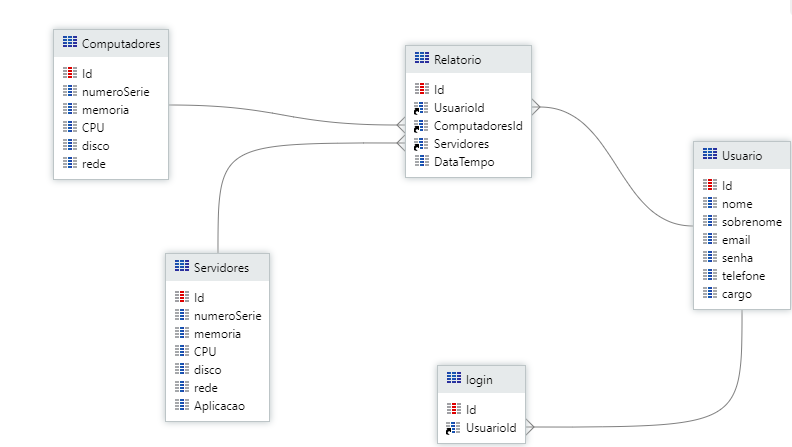 Computadores
Id
numeroSerie
memoria
CPU
disco
rede
Relatorio
Id
UsuarioId
ComputadoresId
Servidores
DataTempo
Usuario
Id
nome
sobrenome
email
senha
telefone
cargo
Servidores
Id
numeroSerie
memoria
CPU
disco
rede
Aplicacao
login
Id
UsuarioId